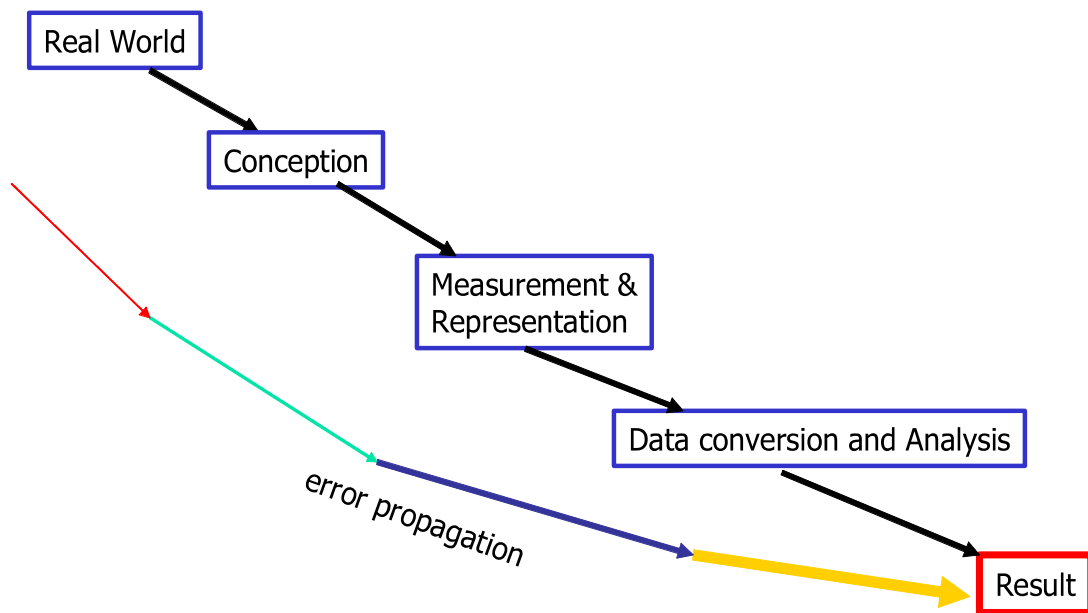 Real World
Conception
Measurement &
Representation
Data conversion and Analysis
error propagation
Result